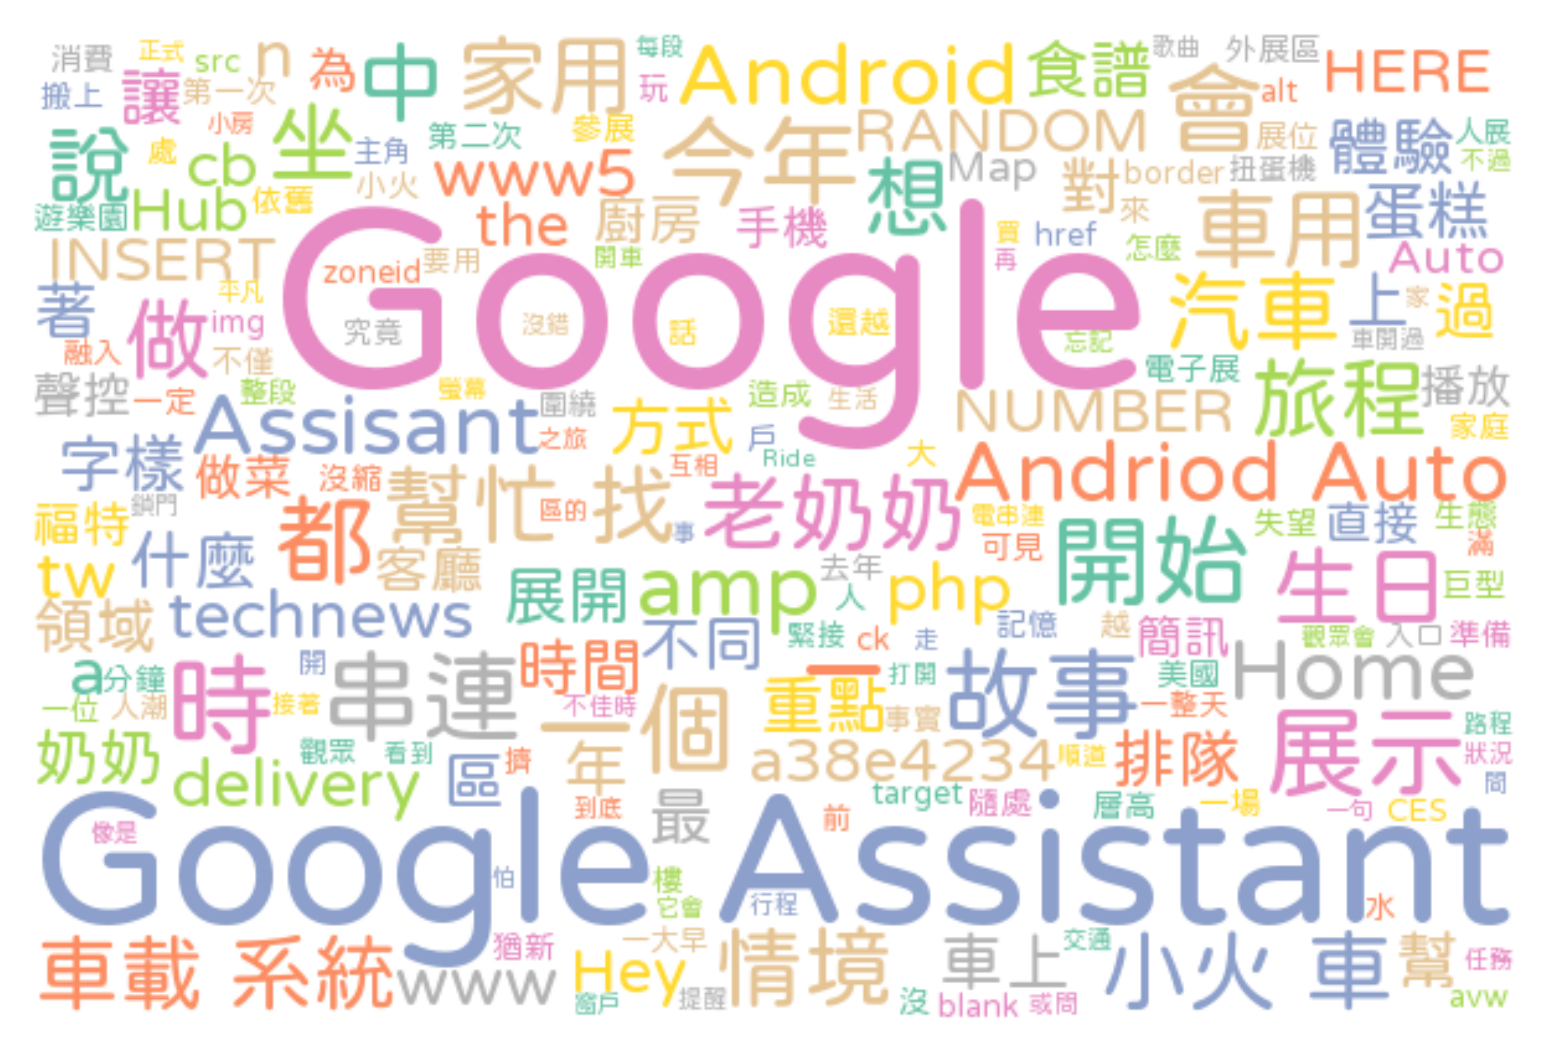 消費 正式 src n 為 中 家用 每段 Android 食譜 歌曲 外展區 HERE
搬上 讓 第一次 玩 會 alt
小房 第二次 參展 今年 RANDOM 展位 體驗 人展
說 處 cb 坐 主角 www5 想 Map 對 border 扭蛋機 不過
遊樂園 Hub 依舊 小火 the 廚房 手機 來 車用 蛋糕
INSERT zoneid 要用 開車 Google 買 再 href 怎麼 Auto
著 平凡 做 img 究竟 沒錯 話 還越 忘記 汽車 上 家 過
融入 不僅 車開過
聲控 一定 整段 螢幕 圍繞 造成 生活 電子展 旅程 播放
字樣 Assisant 之旅 方式 戶 NUMBER 家庭
做菜 沒縮 互相 Ride 大 Andriod Auto
福特 鎖門 都 幫忙 找 區的 事 老奶奶 電串連 開始 失望 直接 生態
什麼 客廳 可見 滿
tw 展開 amp 去年 人 php 生日 巨型
領域 technews 不同 緊接 ck 走 記憶 越 簡訊 觀眾會 入口 準備
a 分鐘 時 開 串連 時間 一 打開 故事 美國 Home
一位 人潮 接著 不佳時 一個 重點 事實 一整天 展示 路程
奶奶 觀眾 看到 區 擠 年 a38e4234 順道 排隊 狀況
delivery 到底 最 target 隨處 層高 一場 問
像是 Google Assistant 前 一句 CES
怕 樓 它會 行程 水
車載 系統 www 猶新 Hey 一大早 情境 車上 交通 小火 車 幫 任務
窗戶 提醒 沒 blank 或問 avw